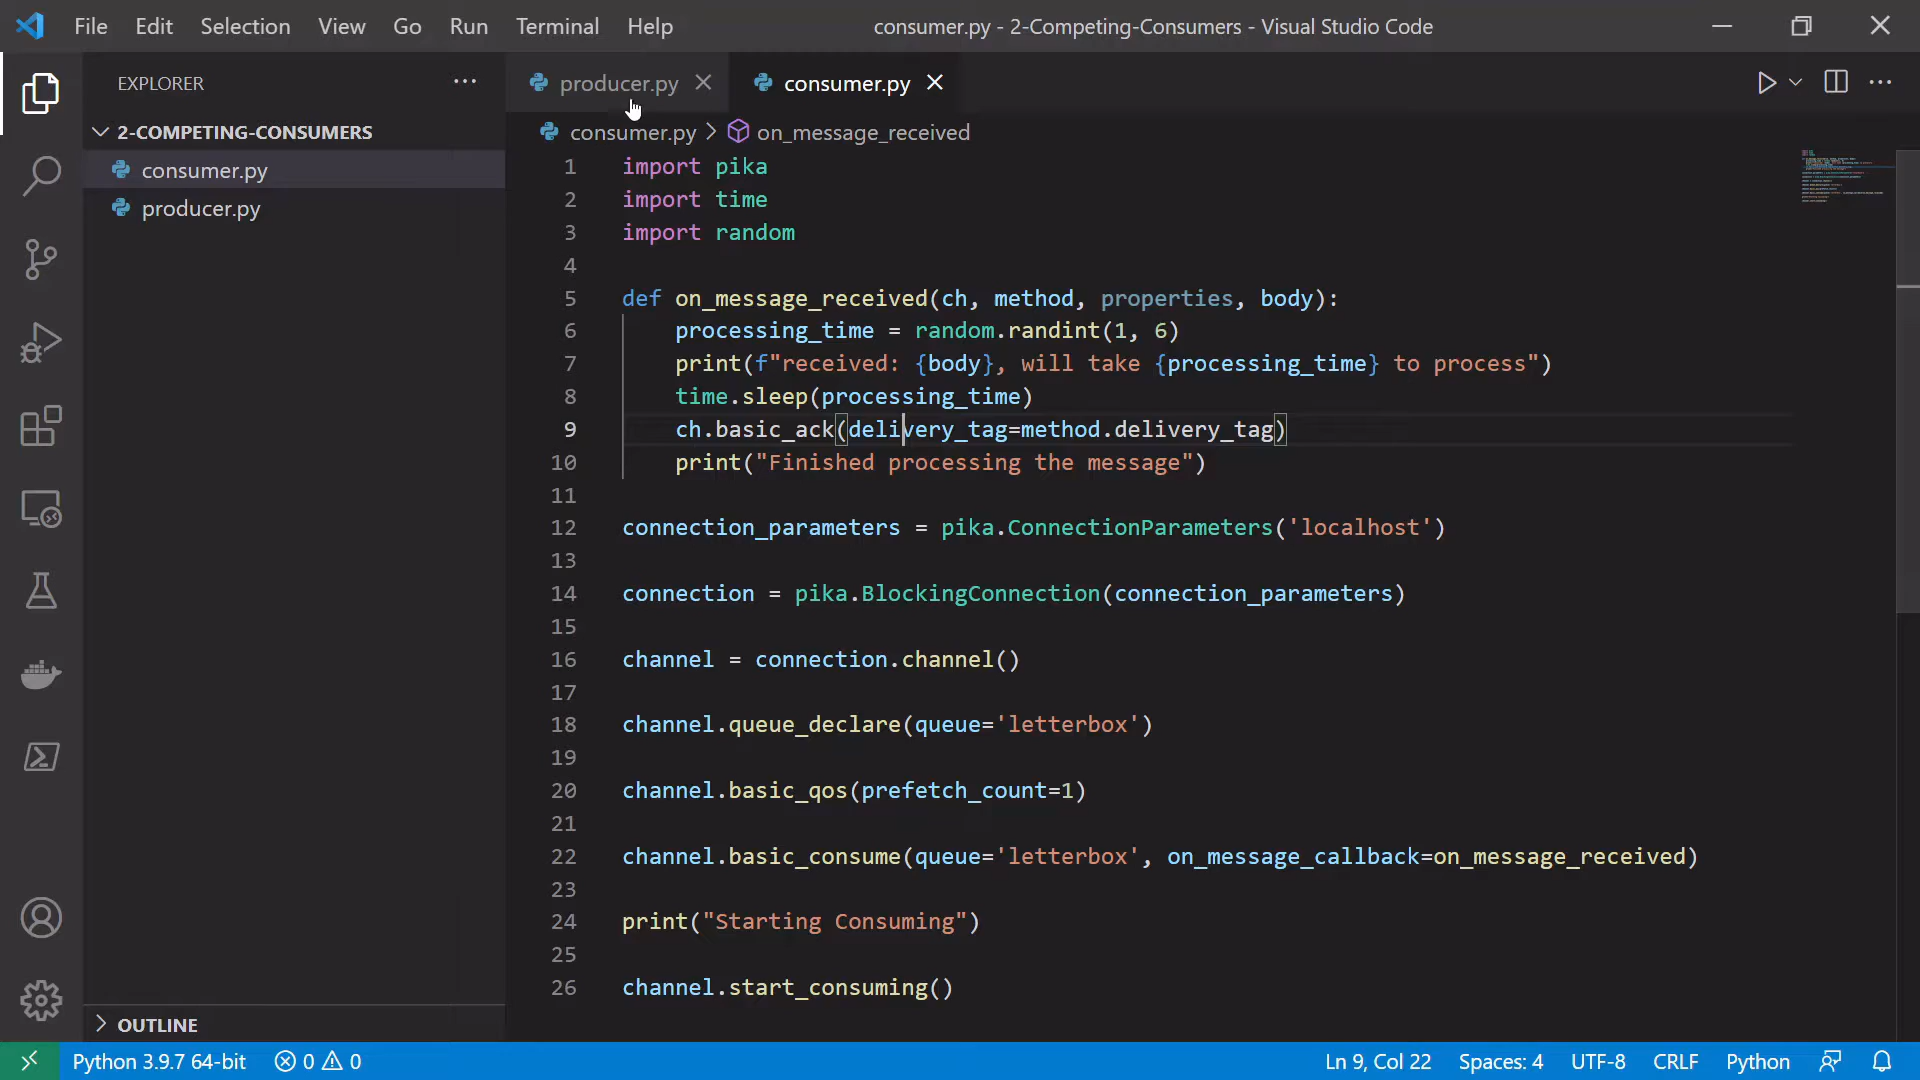 File Edit Selection View Go Run Terminal Help
consumer.py - 2-Competing-Consumers - Visual Studio Code
EXPLORER
2-COMPETING-CONSUMERS
consumer.py
producer.py
OUTLINE
producer.py
consumer.py
consumer.py > on_message_received
1 import pika
2 import time
3 import random
4
5 def on_message_received(ch, method, properties, body):
6 processing_time = random.randint(1, 6)
7 print(f"received: {body}, will take {processing_time} to process")
8 time.sleep(processing_time)
9 ch.basic_ack(delivery_tag=method.delivery_tag)
10 print("Finished processing the message")
11
12 connection_parameters = pika.ConnectionParameters('localhost')
13
14 connection = pika.BlockingConnection(connection_parameters)
15
16 channel = connection.channel()
17
18 channel.queue_declare(queue='letterbox')
19
20 channel.basic_qos(prefetch_count=1)
21
22 channel.basic_consume(queue='letterbox', on_message_callback=on_message_received)
23
24 print("Starting Consuming")
25
26 channel.start_consuming()
Python 3.9.7 64-bit 0 0 Ln 9, Col 22 Spaces: 4 UTF-8 CRLF Python